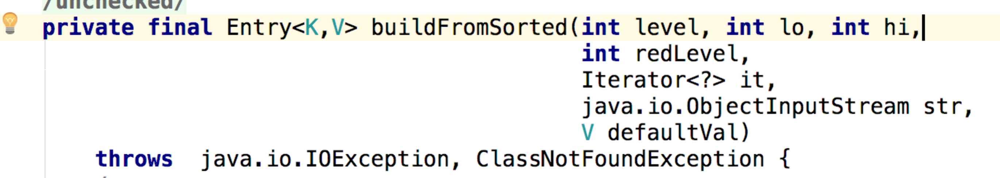 /unchecked/
private final Entry<K,V> buildFromSorted(int level, int lo, int hi,
int redLevel,
Iterator<?> it,
java.io.ObjectInputStream str,
V defaultVal)
throws  java.io.IOException, ClassNotFoundException {